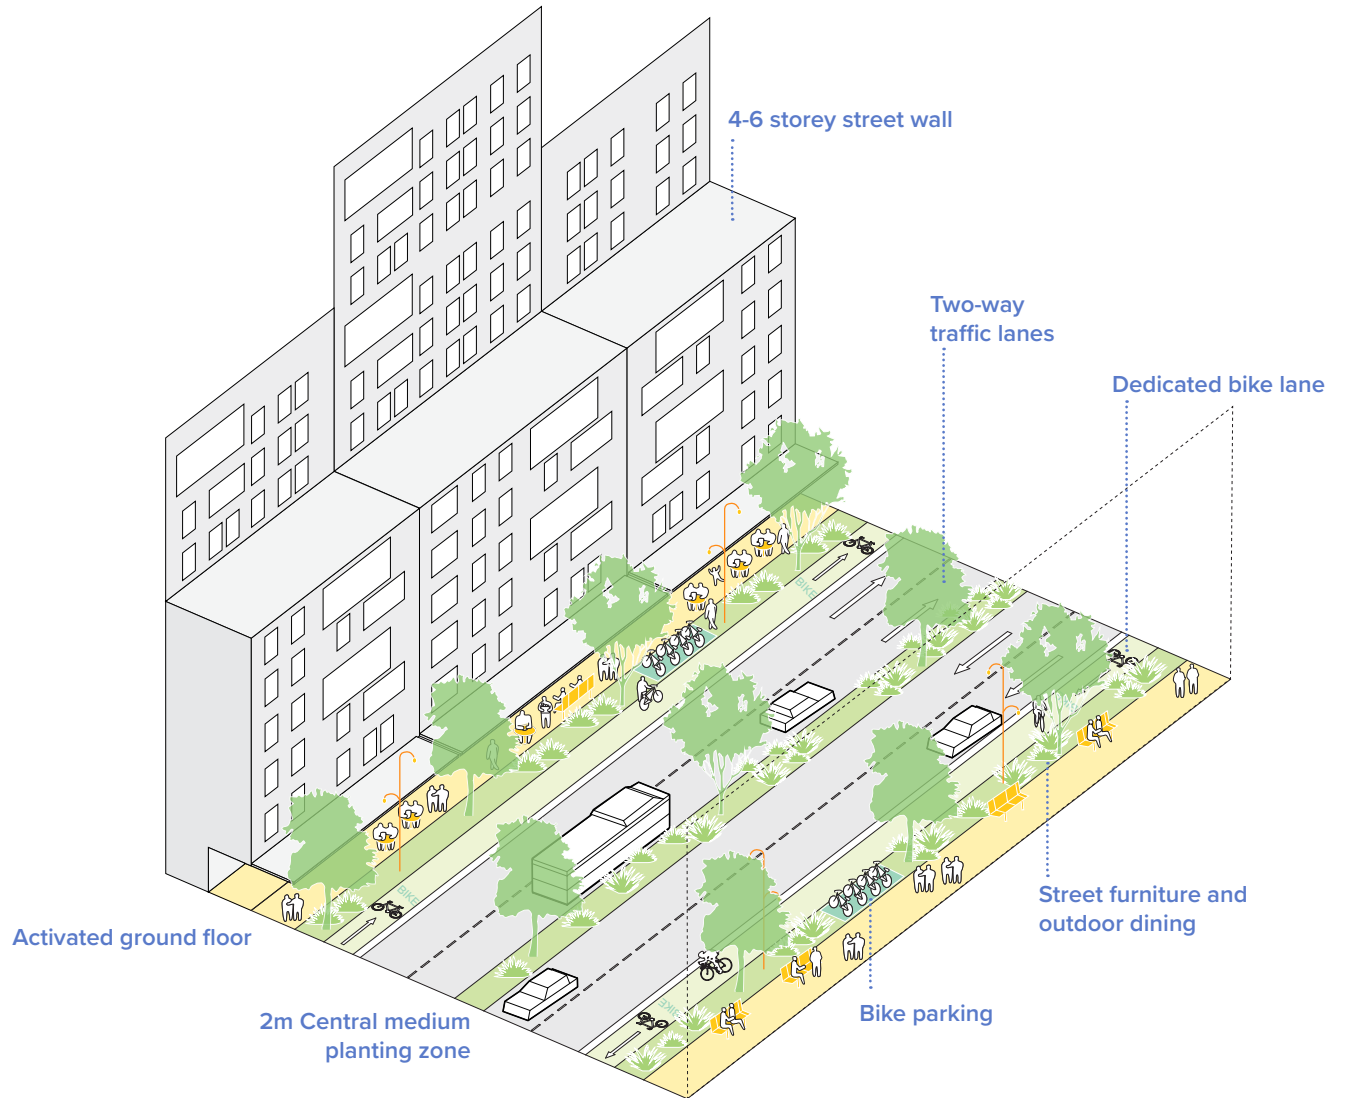 4-6 storey street wall
Two-way
traffic lanes
Dedicated bike lane
BIKE
BIKE
Activated ground floor
Street furniture and
outdoor dining
2m Central medium
planting zone
Bike parking
BIKE